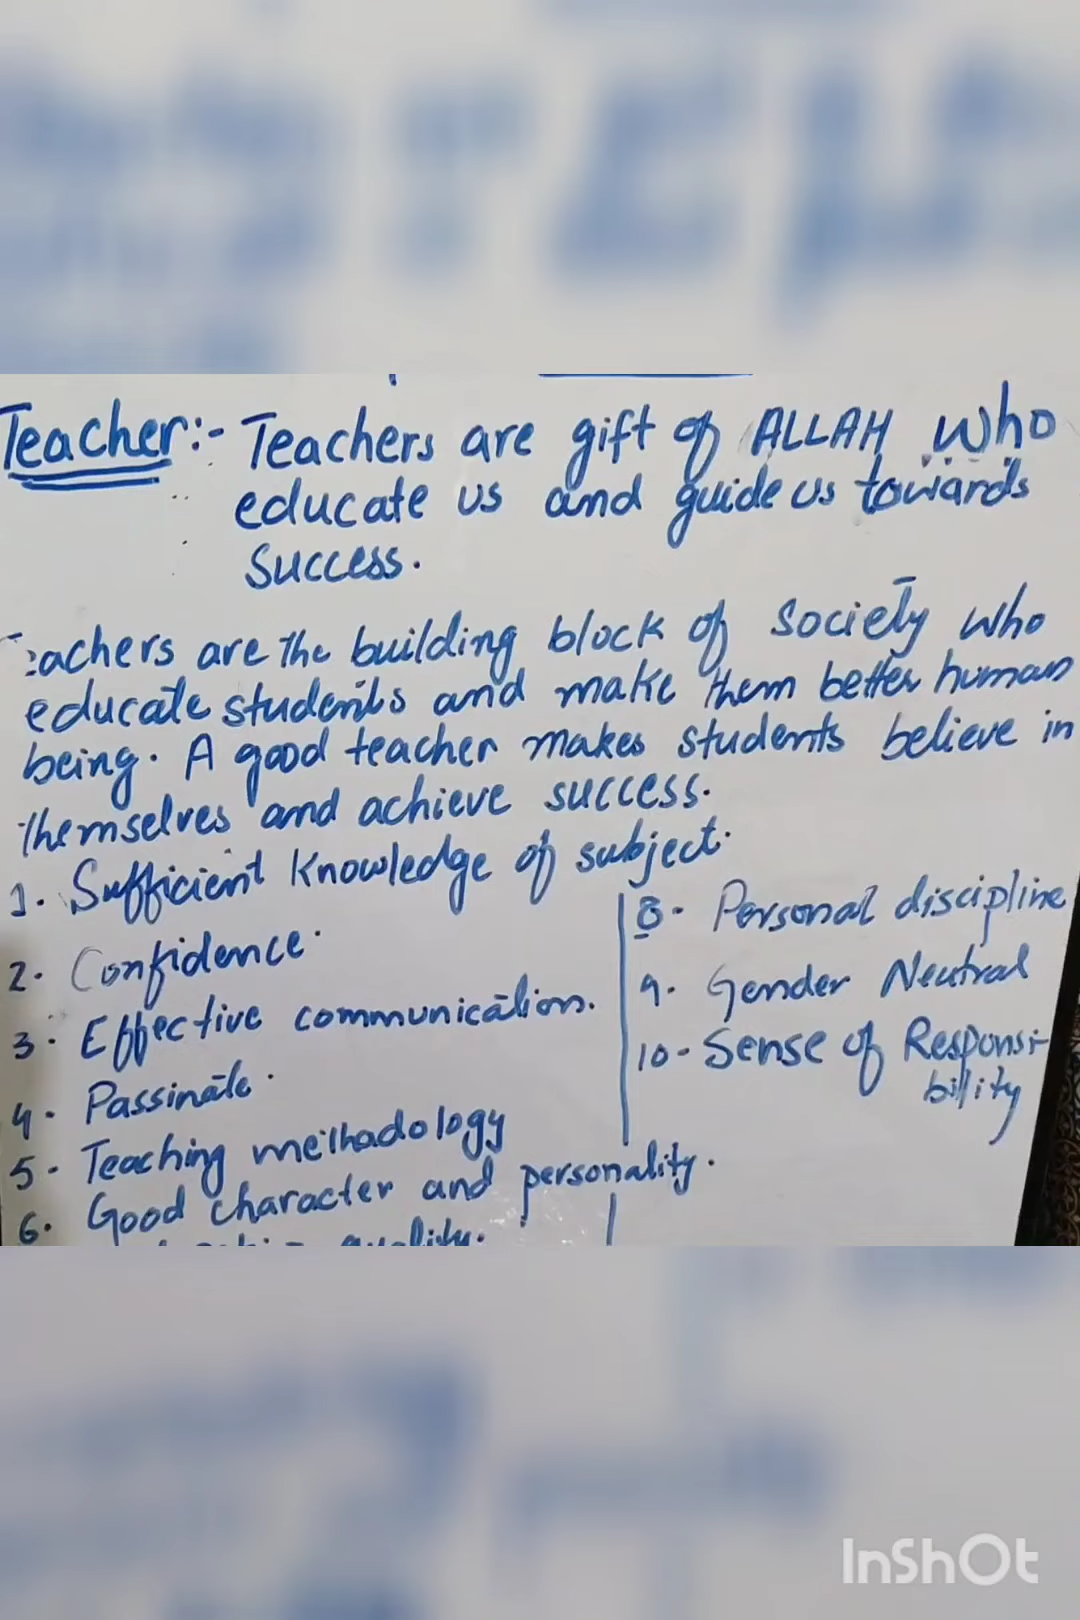 Teacher:- Teachers are gift of ALLAH who
educate us and guide us towards
success.
Teachers are the building block of society who
educate students and make them better human
being. A good teacher makes students believe in
themselves and achieve success.
1. Sufficient Knowledge of subject.
2. Confidence.
3. Effective communication.
4. Passinate.
5. Teaching methadology
6. Good character and personality.
quality.
8. Personal discipline
9. Gender Neutral
10. Sense of Responsi-
bility
InShOt